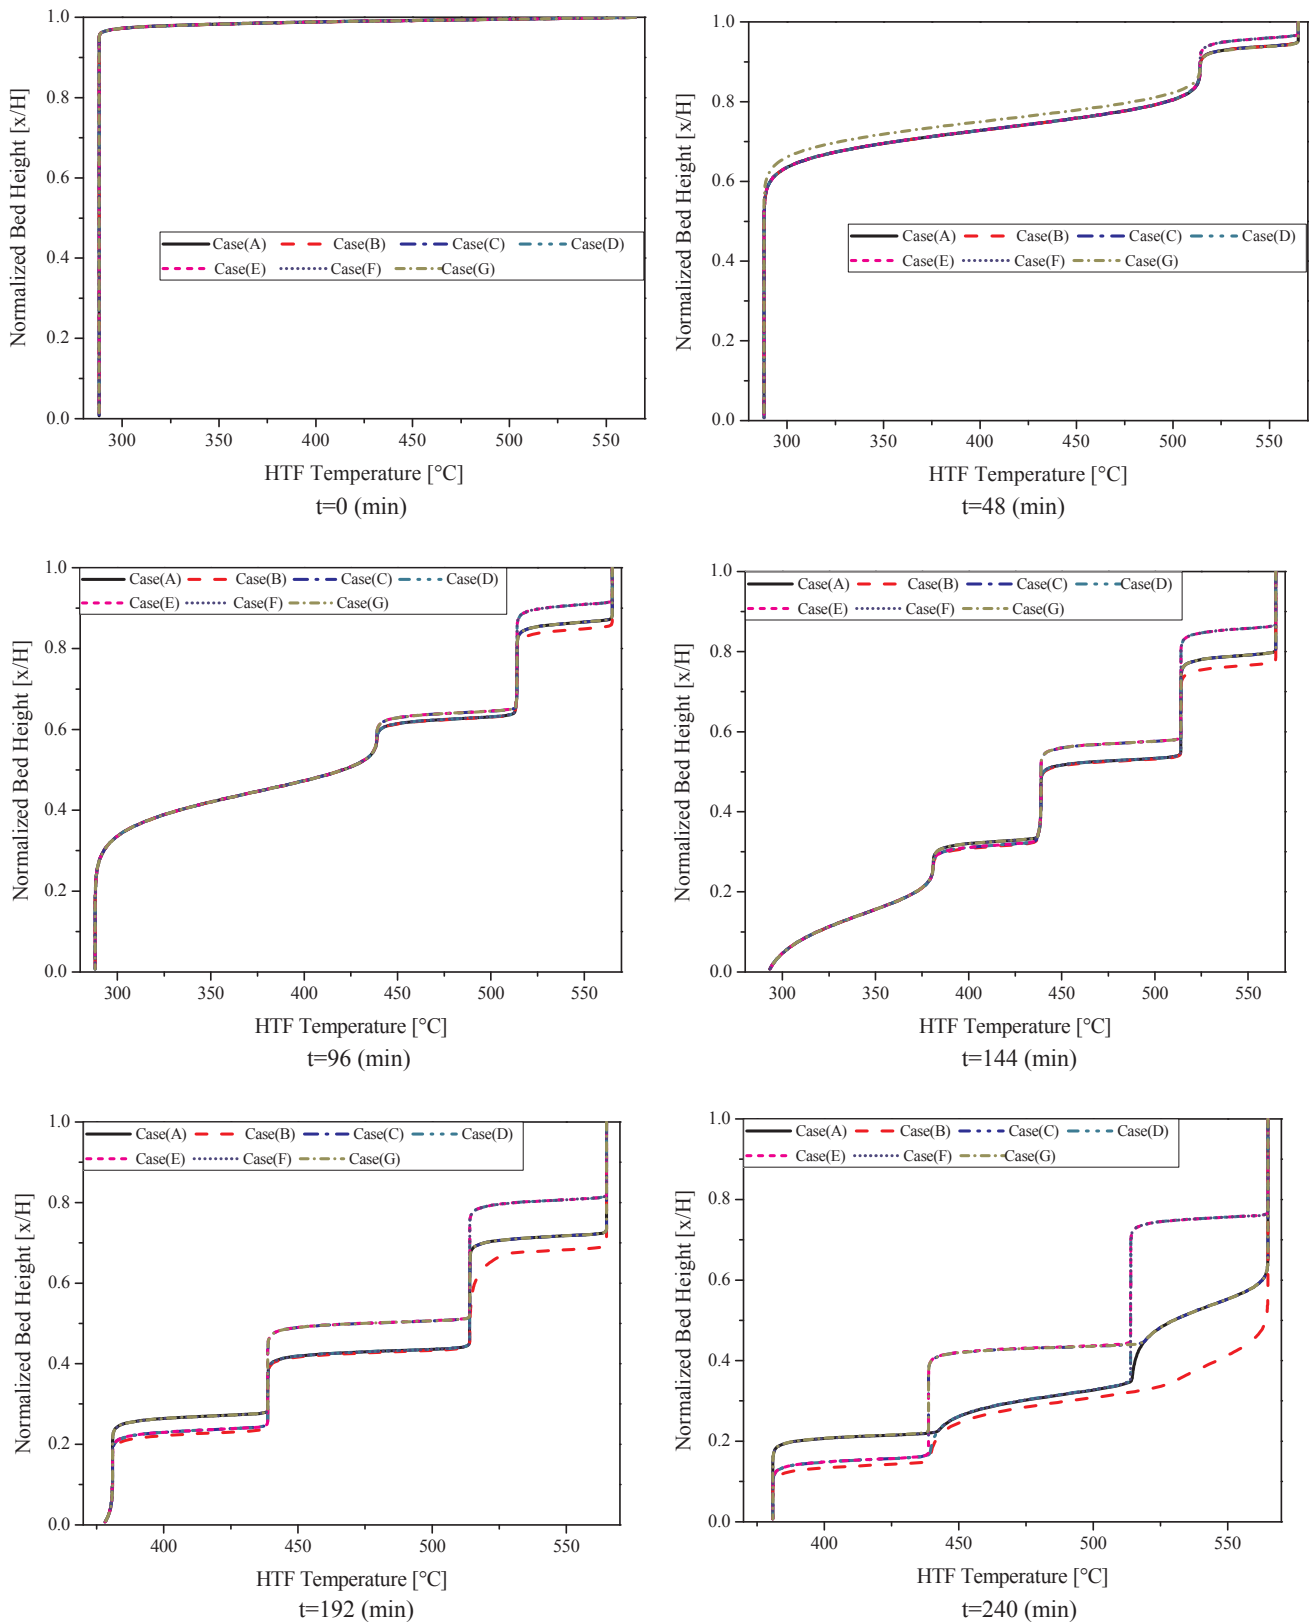 Normalized Bed Height [x/H]
1.0
0.8
0.6
0.4
0.2
0.0
Case(A) Case(B) Case(C) Case(D)
Case(E) Case(F) Case(G)
300 350 400 450 500 550
HTF Temperature [°C]
t=0 (min)
Normalized Bed Height [x/H]
1.0
0.8
0.6
0.4
0.2
0.0
Case(A) Case(B) Case(C) Case(D)
Case(E) Case(F) Case(G)
300 350 400 450 500 550
HTF Temperature [°C]
t=48 (min)
Normalized Bed Height [x/H]
1.0
0.8
0.6
0.4
0.2
0.0
Case(A) Case(B) Case(C) Case(D)
Case(E) Case(F) Case(G)
300 350 400 450 500 550
HTF Temperature [°C]
t=96 (min)
Normalized Bed Height [x/H]
1.0
0.8
0.6
0.4
0.2
0.0
Case(A) Case(B) Case(C) Case(D)
Case(E) Case(F) Case(G)
300 350 400 450 500 550
HTF Temperature [°C]
t=144 (min)
Normalized Bed Height [x/H]
1.0
0.8
0.6
0.4
0.2
0.0
Case(A) Case(B) Case(C) Case(D)
Case(E) Case(F) Case(G)
400 450 500 550
HTF Temperature [°C]
t=192 (min)
Normalized Bed Height [x/H]
1.0
0.8
0.6
0.4
0.2
0.0
Case(A) Case(B) Case(C) Case(D)
Case(E) Case(F) Case(G)
400 450 500 550
HTF Temperature [°C]
t=240 (min)